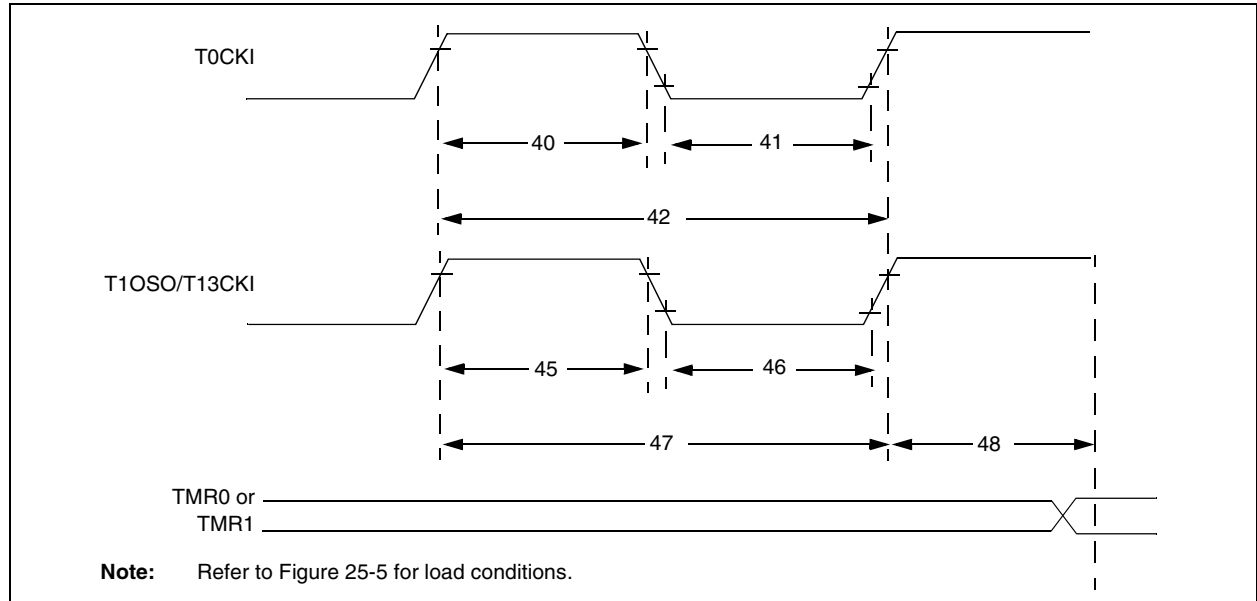 T0CKI
40
41
42
T1OSO/T13CKI
45
46
47
48
TMR0 or
TMR1
Note: Refer to Figure 25-5 for load conditions.